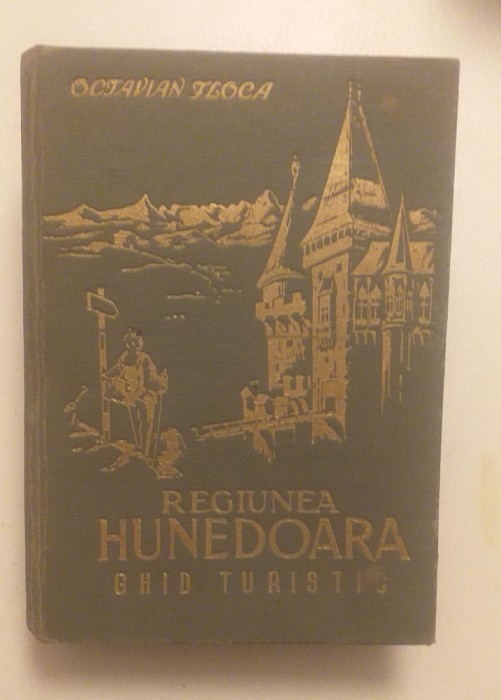 OCTAVIAN FLOCA
REGIUNEA
HUNEDOARA
GHID TURISTIC